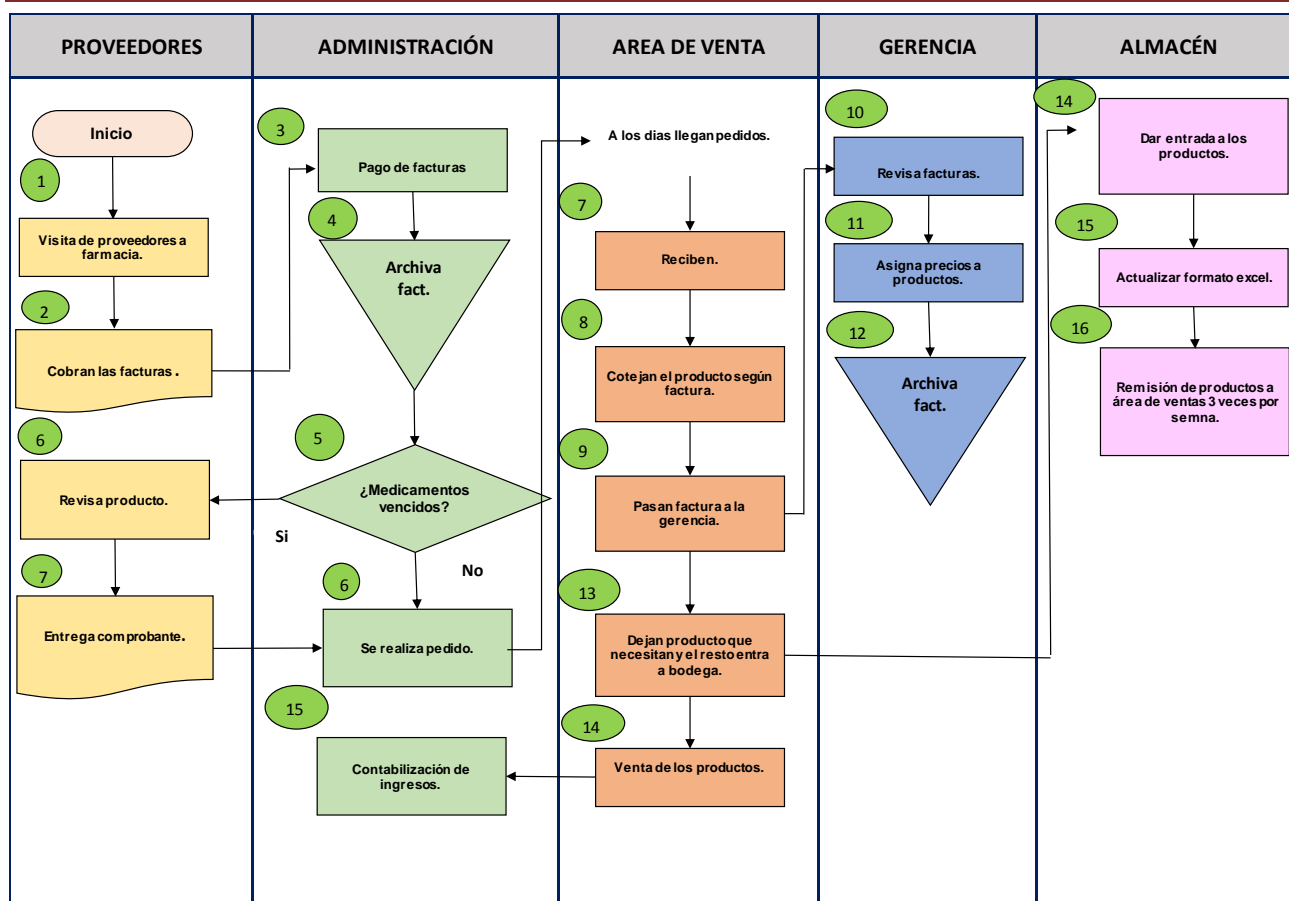 PROVEEDORES
ADMINISTRACIÓN
AREA DE VENTA
GERENCIA
ALMACÉN
Inicio
1
Visita de proveedores a
farmacia.
2
Cobran las facturas.
6
Revisa producto.
7
Entrega comprobante.
3
Pago de facturas
4
Archiva
fact.
5
¿Medicamentos
vencidos?
Si
No
6
Se realiza pedido.
15
Contabilización de
ingresos.
A los dias llegan pedidos.
7
Reciben.
8
Cotejan el producto según
factura.
9
Pasan factura a la
gerencia.
13
Dejan producto que
necesitan y el resto entra
a bodega.
14
Venta de los productos.
10
Revisa facturas.
11
Asigna precios a
productos.
12
Archiva
fact.
14
Dar entrada a los
productos.
15
Actualizar formato excel.
16
Remisión de productos a
área de ventas 3 veces por
semna.